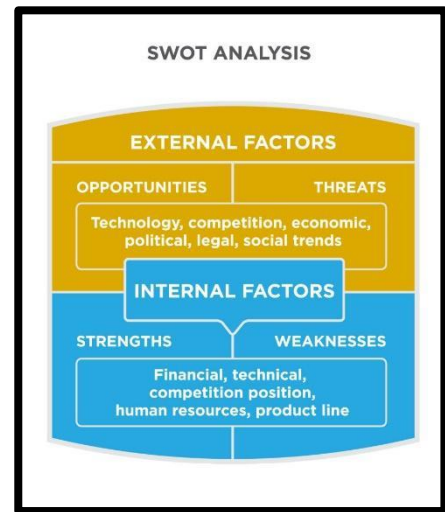 SWOT ANALYSIS
EXTERNAL FACTORS
OPPORTUNITIES
THREATS
Technology, competition, economic,
political, legal, social trends
INTERNAL FACTORS
STRENGTHS
WEAKNESSES
Financial, technical,
competition position,
human resources, product line